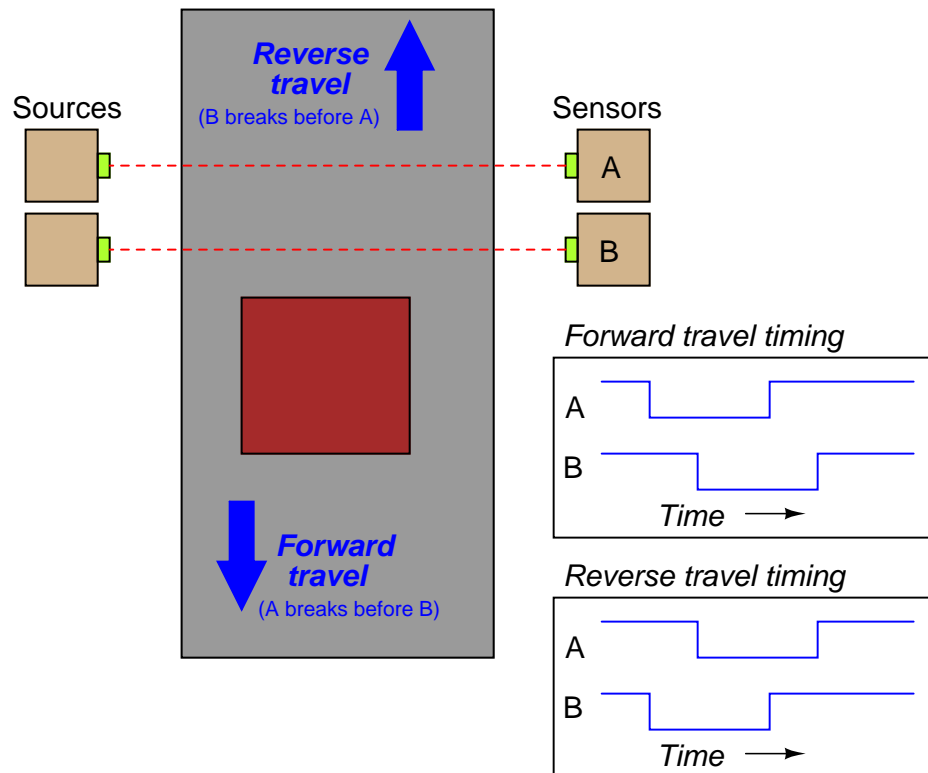 Reverse
travel
(B breaks before A)
Sources
Sensors
A
B
Forward travel timing
A
B
Time
Forward
travel
(A breaks before B)
Reverse travel timing
A
B
Time